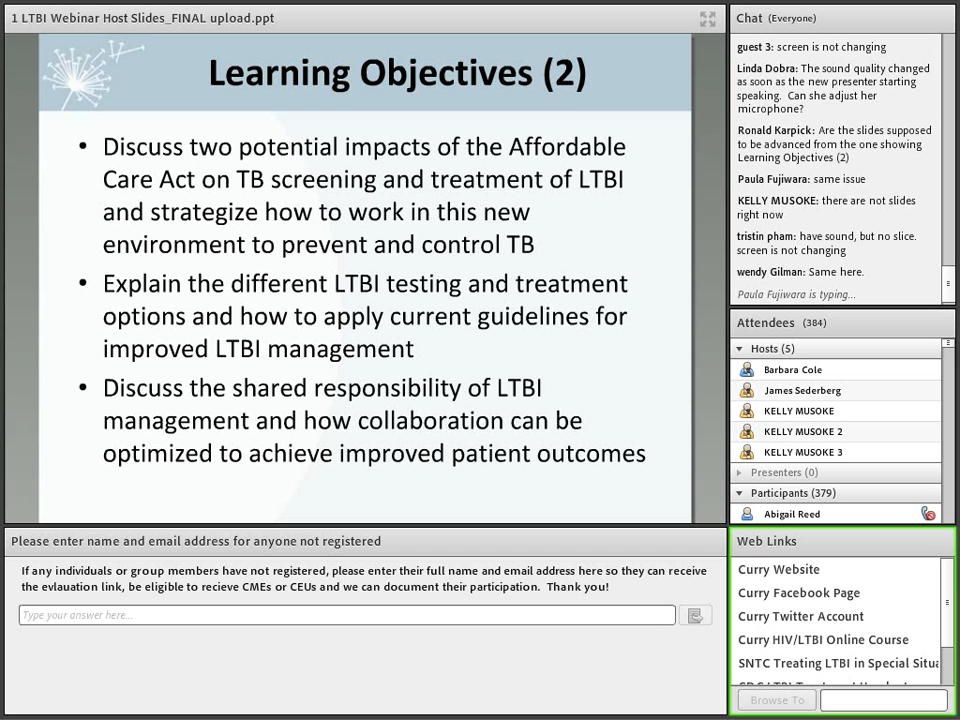 1 LTBI Webinar Host Slides_FINAL upload.ppt
Learning Objectives (2)
• Discuss two potential impacts of the Affordable
Care Act on TB screening and treatment of LTBI
and strategize how to work in this new
environment to prevent and control TB
• Explain the different LTBI testing and treatment
options and how to apply current guidelines for
improved LTBI management
• Discuss the shared responsibility of LTBI
management and how collaboration can be
optimized to achieve improved patient outcomes
Please enter name and email address for anyone not registered
If any individuals or group members have not registered, please enter their full name and email address here so they can receive
the evlauation link, be eligible to recieve CMEs or CEUs and we can document their participation. Thank you!
Type your answer here...
Chat (Everyone)
guest 3: screen is not changing
Linda Dobra: The sound quality changed
as soon as the new presenter starting
speaking. Can she adjust her
microphone?
Ronald Karpick: Are the slides supposed
to be advanced from the one showing
Learning Objectives (2)
Paula Fujiwara: same issue
KELLY MUSOKE: there are not slides
right now
tristin pham: have sound, but no slice.
screen is not changing
wendy Gilman: Same here.
Paula Fujiwara is typing...
Attendees (384)
Hosts (5)
Barbara Cole
James Sederberg
KELLY MUSOKE
KELLY MUSOKE 2
KELLY MUSOKE 3
Presenters (0)
Participants (379)
Abigail Reed
Web Links
Curry Website
Curry Facebook Page
Curry Twitter Account
Curry HIV/LTBI Online Course
SNTC Treating LTBI in Special Situa
Browse To